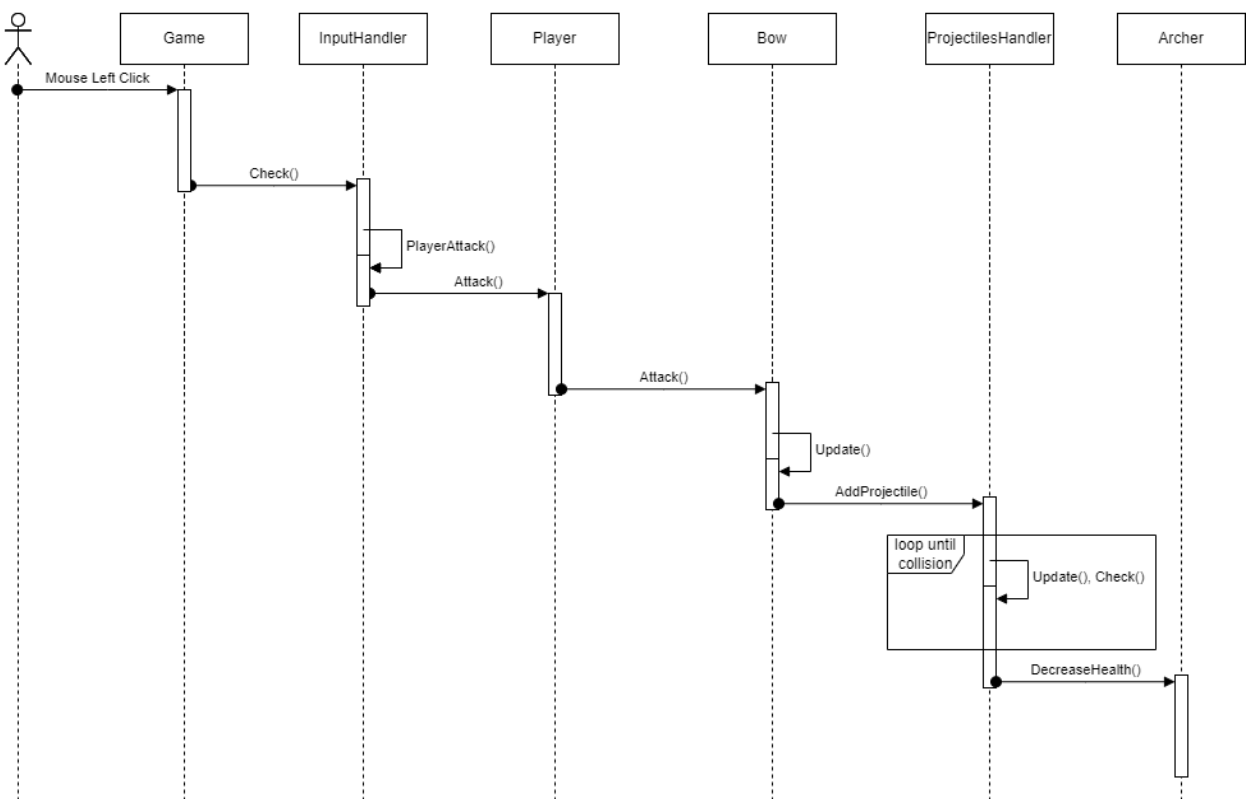 Game
InputHandler
Player
Bow
ProjectilesHandler
Archer
Mouse Left Click
Check()
PlayerAttack()
Attack()
Attack()
Update()
AddProjectile()
loop until
collision
Update(), Check()
DecreaseHealth()